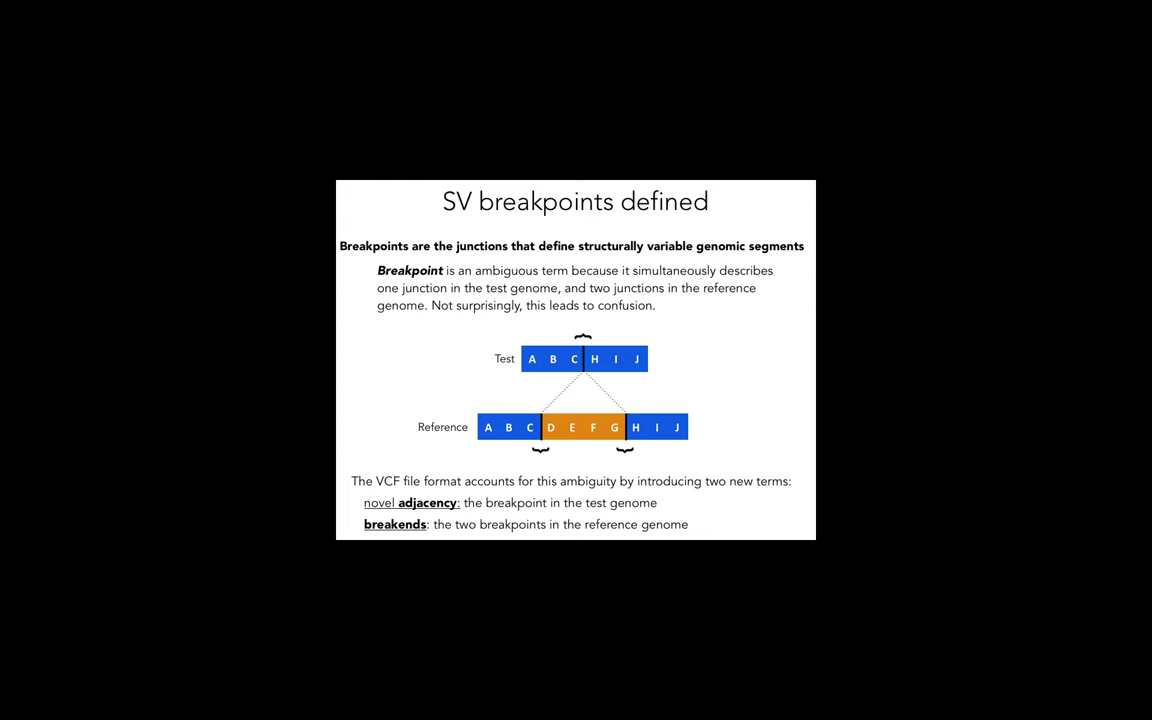 SV breakpoints defined
Breakpoints are the junctions that define structurally variable genomic segments
Breakpoint is an ambiguous term because it simultaneously describes
one junction in the test genome, and two junctions in the reference
genome. Not surprisingly, this leads to confusion.
Test A B C H I J
Reference A B C D E F G H I J
The VCF file format accounts for this ambiguity by introducing two new terms:
novel adjacency: the breakpoint in the test genome
breakends: the two breakpoints in the reference genome